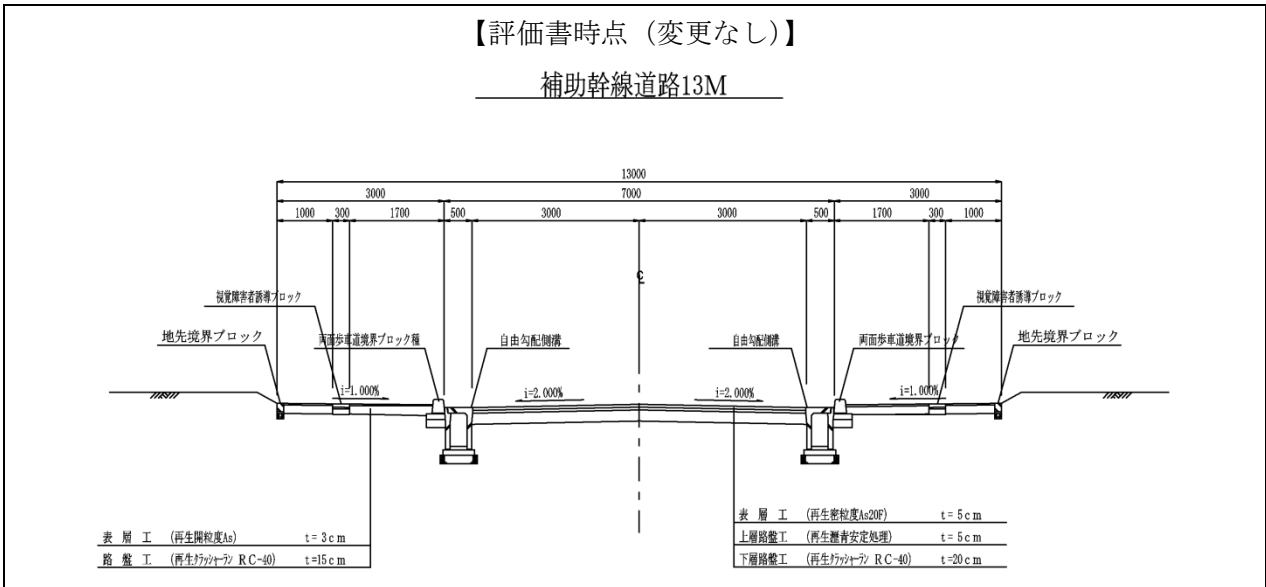 【評価書時点（変更なし）】
補助幹線道路13M
13000
3000 7000 3000
1000 300 1700 500 3000 3000 500 1700 300 1000
℄
視覚障害者誘導ブロック 視覚障害者誘導ブロック
地先境界ブロック 両面歩車道境界ブロック種 自由勾配側溝 自由勾配側溝 両面歩車道境界ブロック 地先境界ブロック
i=1.000% i=2.000% i=2.000% i=1.000%
表 層 工 (再生密粒度As20F) t= 5 c m
上層路盤工 (再生瀝青安定処理) t= 5 c m
下層路盤工 (再生クラッシャーラン R C-40) t=20 c m
表 層 工 (再生開粒度As) t= 3 c m
路 盤 工 (再生クラッシャーラン R C-40) t=15 c m